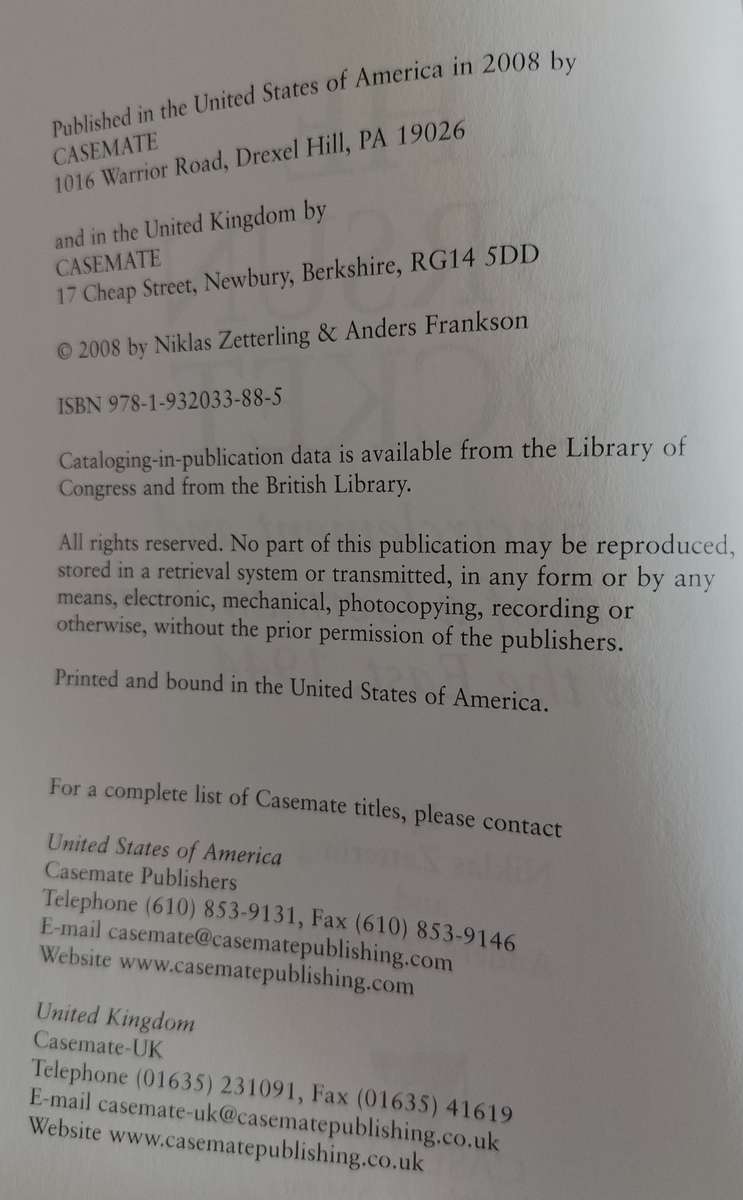 Published in the United States of America in 2008 by
CASEMATE
1016 Warrior Road, Drexel Hill, PA 19026
and in the United Kingdom by
CASEMATE
17 Cheap Street, Newbury, Berkshire, RG14 5DD
© 2008 by Niklas Zetterling & Anders Frankson
ISBN 978-1-932033-88-5
Cataloging-in-publication data is available from the Library of
Congress and from the British Library.
All rights reserved. No part of this publication may be reproduced,
stored in a retrieval system or transmitted, in any form or by any
means, electronic, mechanical, photocopying, recording or
otherwise, without the prior permission of the publishers.
Printed and bound in the United States of America.
For a complete list of Casemate titles, please contact
United States of America
Casemate Publishers
Telephone (610) 853-9131, Fax (610) 853-9146
E-mail casemate@casematepublishing.com
Website www.casematepublishing.com
United Kingdom
Casemate-UK
Telephone (01635) 231091, Fax (01635) 41619
E-mail casemate-uk@casematepublishing.co.uk
Website www.casematepublishing.co.uk